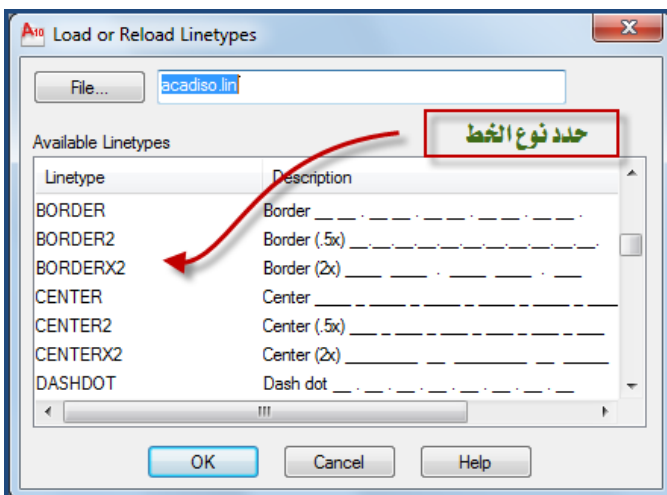 A10 Load or Reload Linetypes
File... acadiso.lin
حدد نوع الخط
Available Linetypes
Linetype Description
BORDER Border __ __ . __ __ . __ __ . __ __ . __ __ .
BORDER2 Border (.5x) __.__.__.__.__.__.__.__.__.__.
BORDERX2 Border (2x) ____ ____ . ____ ____ . ___
CENTER Center ____ _ ____ _ ____ _ ____ _ ____ _ ____
CENTER2 Center (.5x) ___ _ ___ _ ___ _ ___ _ ___ _ ___
CENTERX2 Center (2x) ________ __ ________ __ _____
DASHDOT Dash dot __ . __ . __ . __ . __ . __ . __ . __
OK Cancel Help